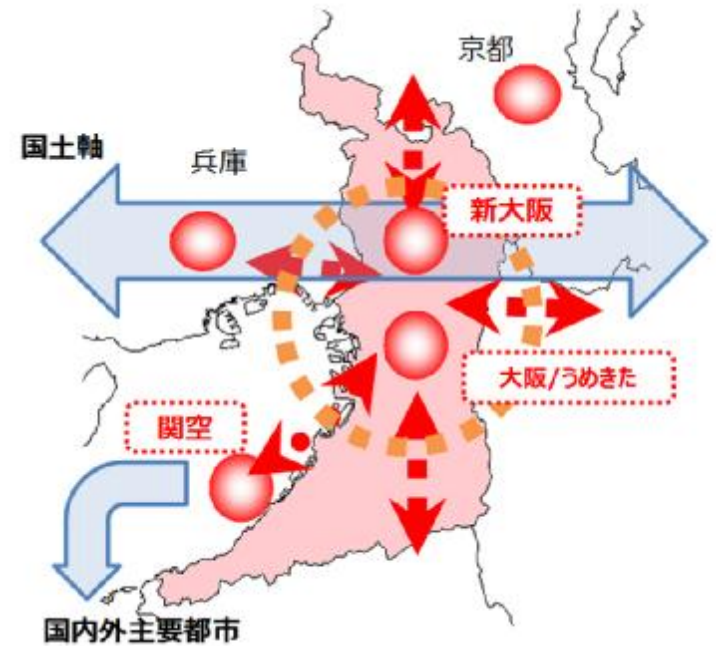 京都
国土軸
兵庫
新大阪
大阪/うめきた
関空
国内外主要都市